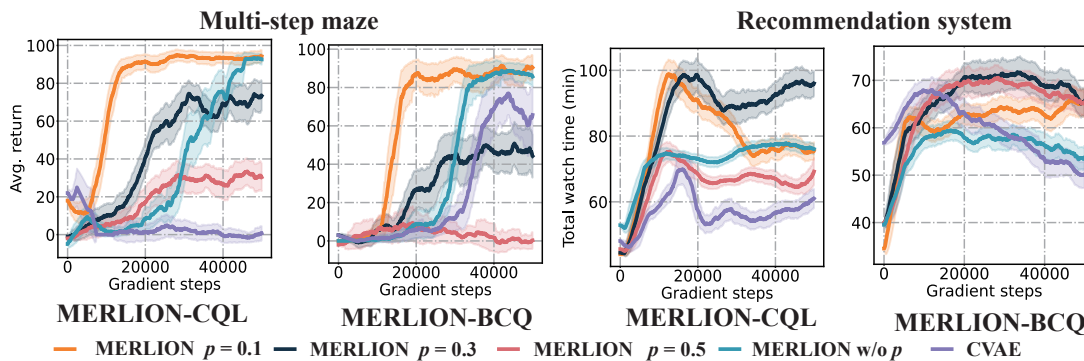 Multi-step maze
Recommendation system
Avg. return
100
80
60
40
20
0
0
20000
40000
Gradient steps
MERLION-CQL
100
80
60
40
20
0
0
20000
40000
Gradient steps
MERLION-BCQ
Total watch time (min)
100
80
60
0
20000
40000
Gradient steps
MERLION-CQL
70
60
50
40
0
20000
40000
Gradient steps
MERLION-BCQ
MERLION p = 0.1
MERLION p = 0.3
MERLION p = 0.5
MERLION w/o p
CVAE